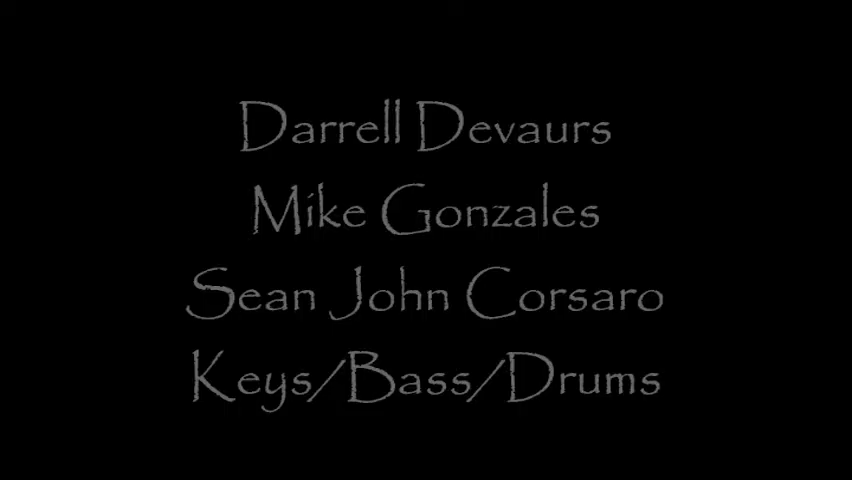 Darrell Devaurs
Mike Gonzales
Sean John Corsaro
Keys/Bass/Drums